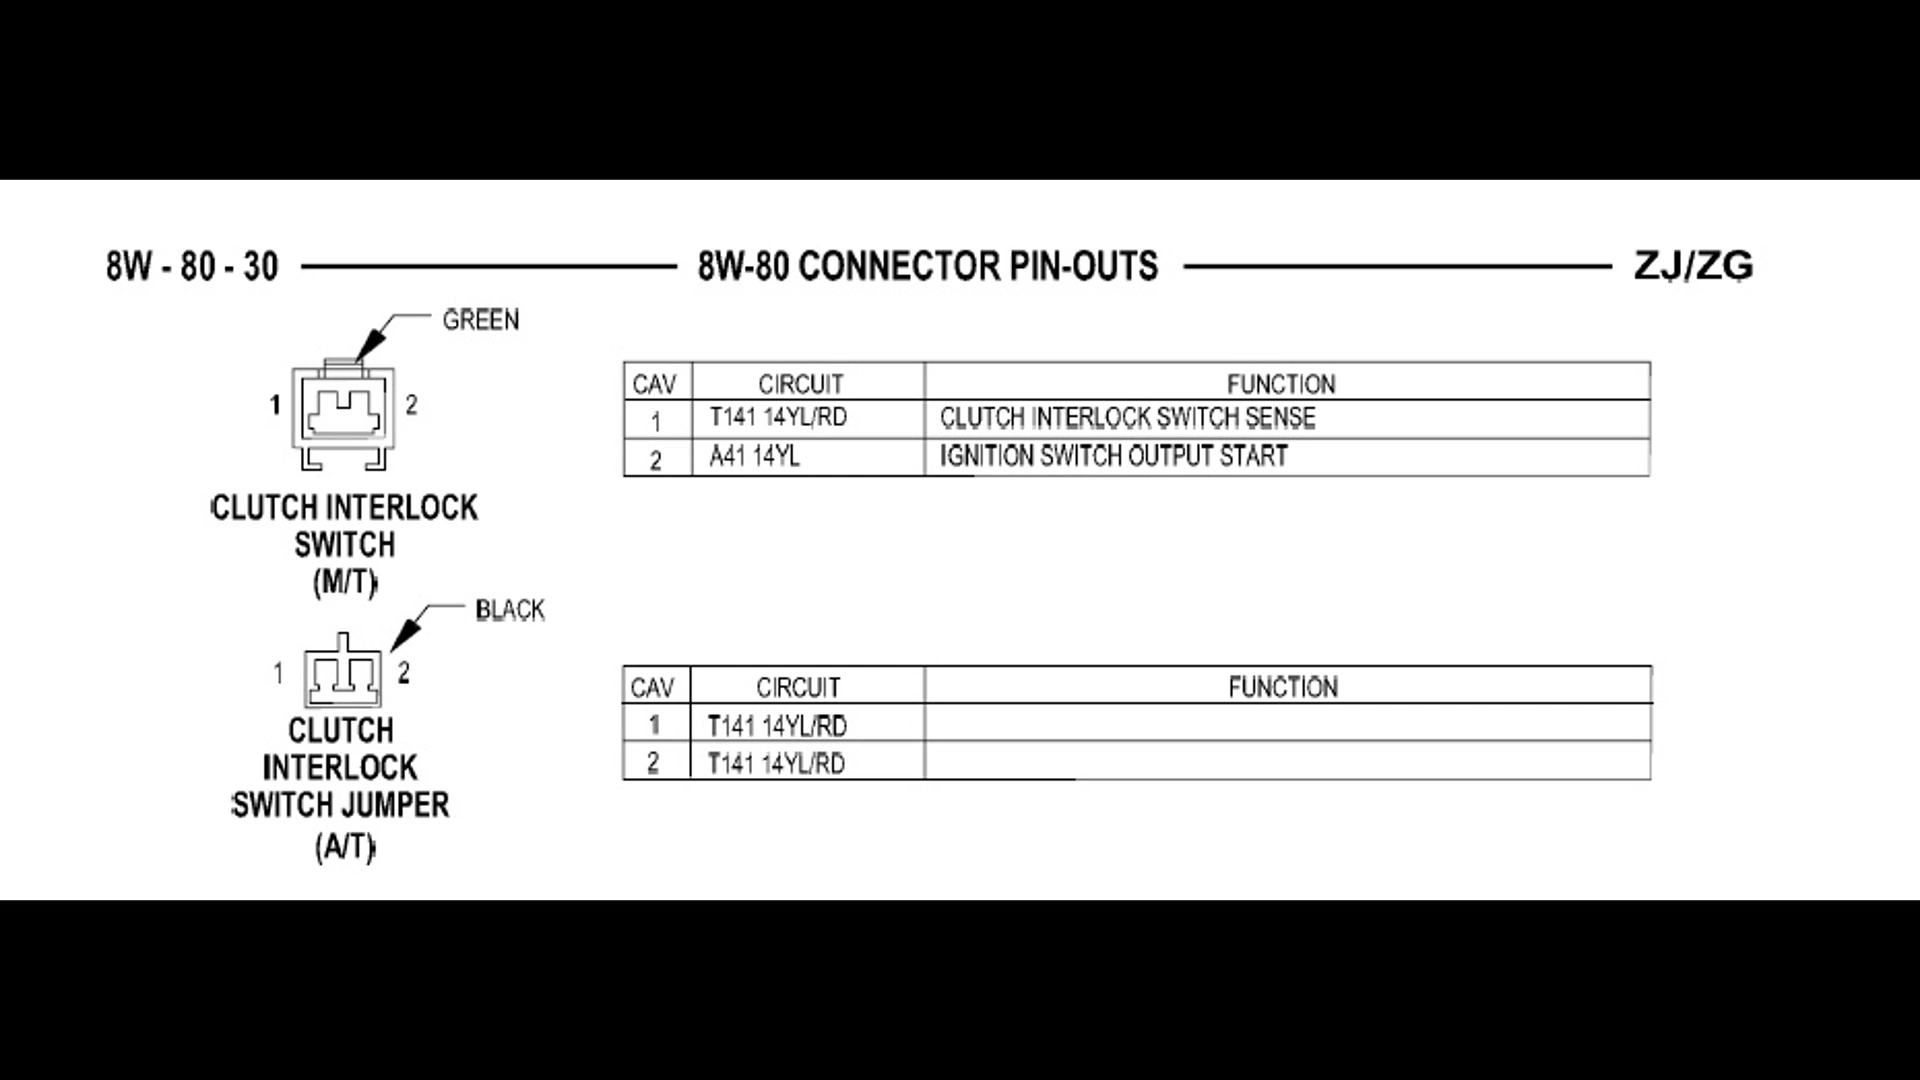 8W - 80 - 30 8W-80 CONNECTOR PIN-OUTS ZJ/ZG
GREEN
1 2
CLUTCH INTERLOCK
SWITCH
(M/T)
CAV CIRCUIT FUNCTION
1 T141 14YL/RD CLUTCH INTERLOCK SWITCH SENSE
2 A41 14YL IGNITION SWITCH OUTPUT START
BLACK
1 2
CLUTCH
INTERLOCK
SWITCH JUMPER
(A/T)
CAV CIRCUIT FUNCTION
1 T141 14YL/RD
2 T141 14YL/RD